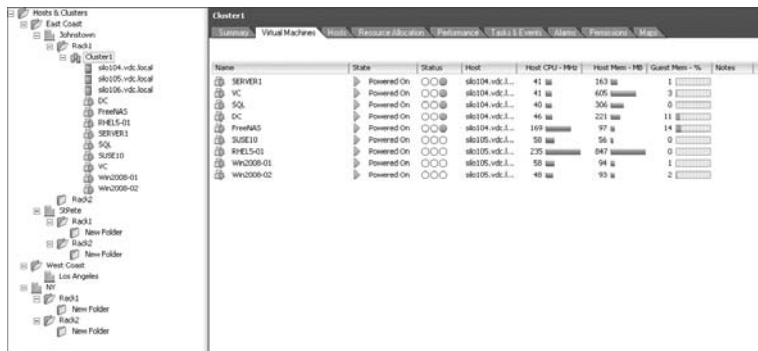 Hosts & Clusters
East Coast
Johnstown
Rack1
Cluster1
silo104.vdc.local
silo105.vdc.local
silo106.vdc.local
DC
FreeNAS
RHEL5-01
SERVER1
SQL
SUSE10
VC
Win2008-01
Win2008-02
Rack2
StPete
Rack1
New Folder
Rack2
New Folder
West Coast
Los Angeles
NY
Rack1
New Folder
Rack2
New Folder
Cluster1
Summary Virtual Machines Hosts Resource Allocation Performance Tasks & Events Alarms Permissions Maps
Name State Status Host Host CPU - MHz Host Mem - MB Guest Mem - % Notes
SERVER1 Powered On silo104.vdc.l... 41 163 1
VC Powered On silo104.vdc.l... 41 605 3
SQL Powered On silo104.vdc.l... 40 306 0
DC Powered On silo104.vdc.l... 46 221 11
FreeNAS Powered On silo104.vdc.l... 169 97 14
SUSE10 Powered On silo105.vdc.l... 58 56 0
RHEL5-01 Powered On silo105.vdc.l... 235 847 0
Win2008-01 Powered On silo105.vdc.l... 58 94 1
Win2008-02 Powered On silo105.vdc.l... 48 93 2